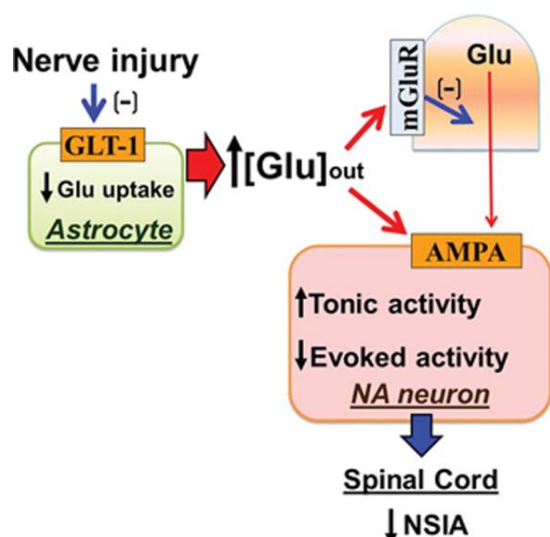 Nerve injury
(-)
GLT-1
↓ Glu uptake
Astrocyte
↑[Glu]out
mGluR
(-)
Glu
AMPA
↑Tonic activity
↓Evoked activity
NA neuron
Spinal Cord
↓NSIA